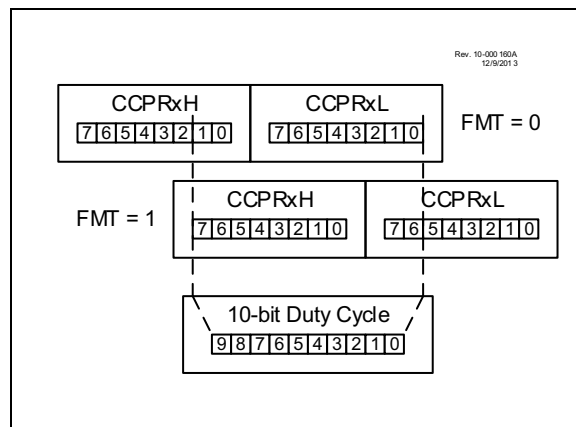 Rev. 10-000 160A
12/9/201 3
CCPRxH CCPRxL
7 6 5 4 3 2 1 0 7 6 5 4 3 2 1 0 FMT = 0
CCPRxH CCPRxL
FMT = 1 7 6 5 4 3 2 1 0 7 6 5 4 3 2 1 0
10-bit Duty Cycle
9 8 7 6 5 4 3 2 1 0